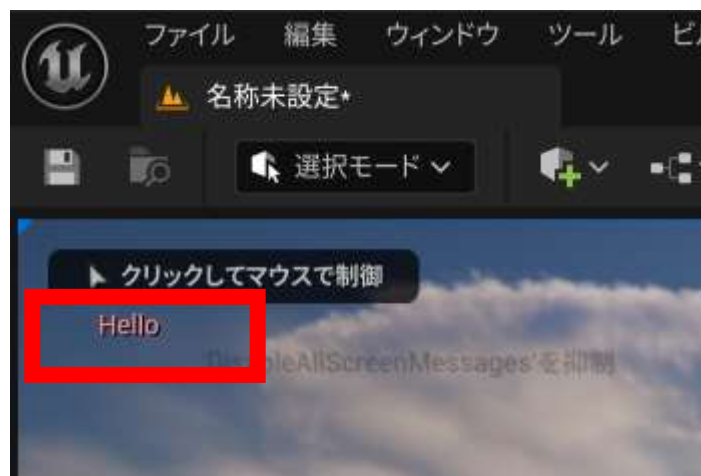 ファイル 編集 ウィンドウ ツール
名称未設定*
選択モード
クリックしてマウスで制御
Hello
AllScreenMessages'を抑制